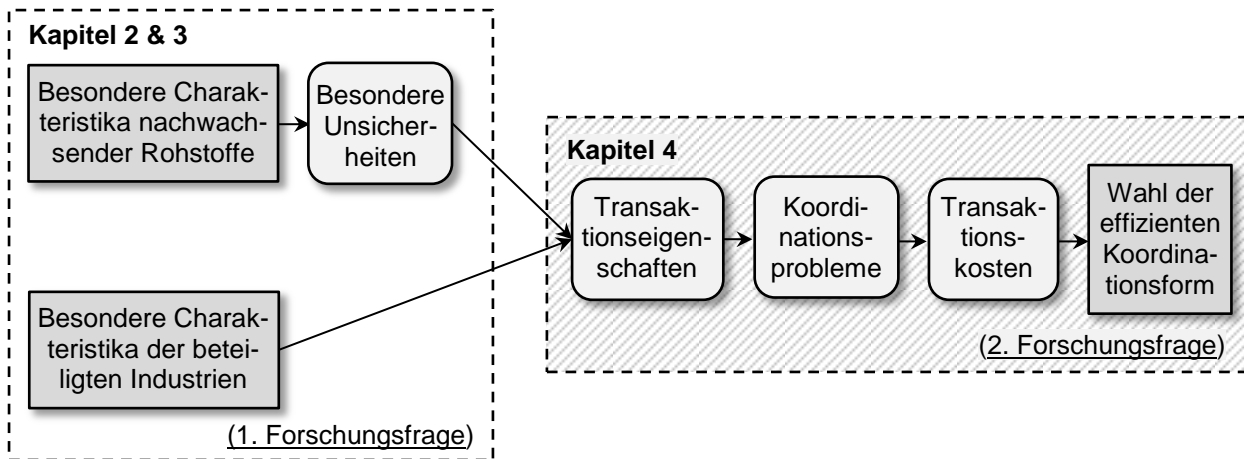 Kapitel 2 & 3
Besondere Charak-
teristika nachwach-
sender Rohstoffe
Besondere
Unsicher-
heiten
Besondere Charak-
teristika der betei-
ligten Industrien
(1. Forschungsfrage)
Kapitel 4
Transak-
tionseigen-
schaften
Koordi-
nations-
probleme
Transak-
tions-
kosten
Wahl der
effizienten
Koordina-
tionsform
(2. Forschungsfrage)